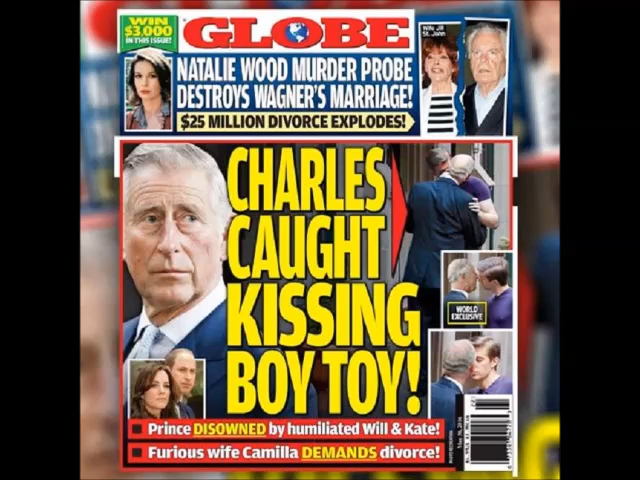 WIN
$3,000
IN THIS ISSUE!
GLOBE
NATALIE WOOD MURDER PROBE
DESTROYS WAGNER'S MARRIAGE!
$25 MILLION DIVORCE EXPLODES!
Wife Jill
St. John
CHARLES
CAUGHT
KISSING
BOY TOY!
WORLD
EXCLUSIVE
Prince DISOWNED by humiliated Will & Kate!
Furious wife Camilla DEMANDS divorce!